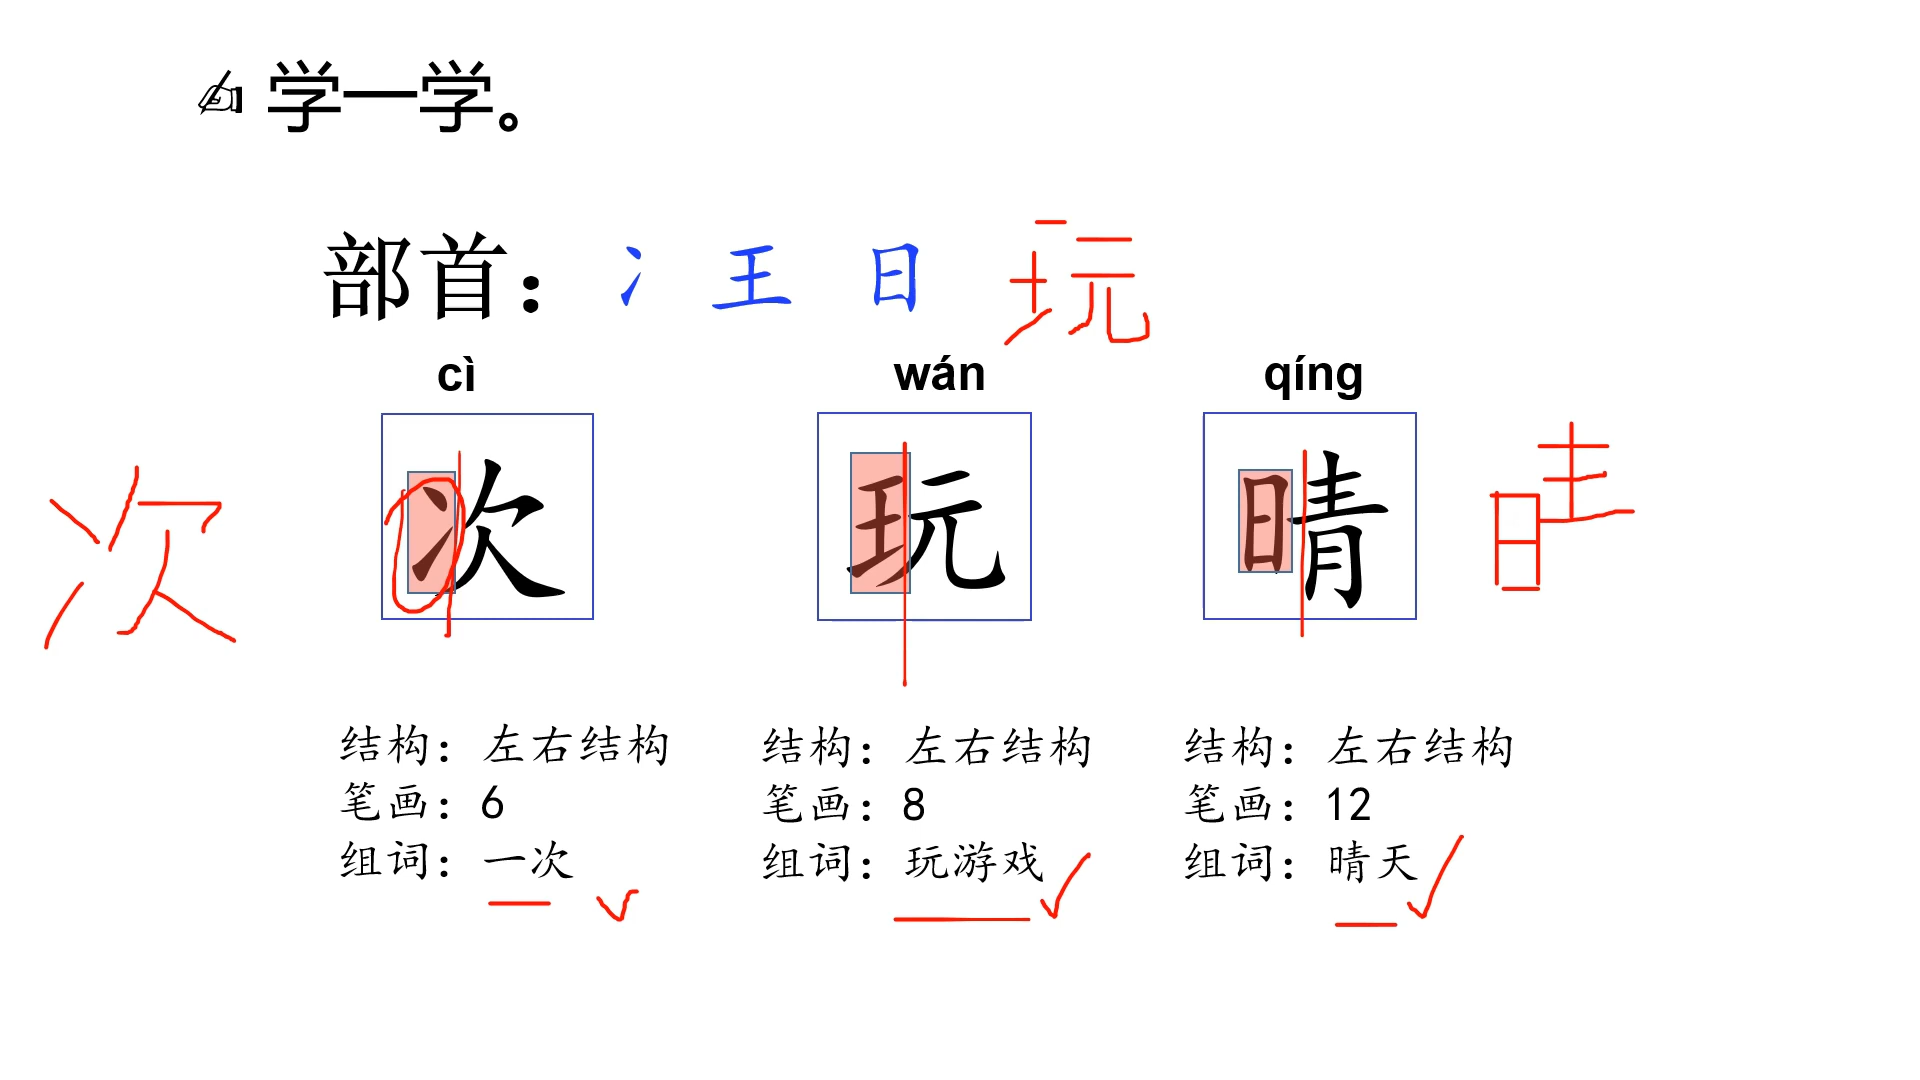 ✍ 学一学。
部首：冫 王 日 玩
cì wán qíng
次 次 玩 晴
结构：左右结构 结构：左右结构 结构：左右结构
笔画：6 笔画：8 笔画：12
组词：一次 组词：玩游戏 组词：晴天